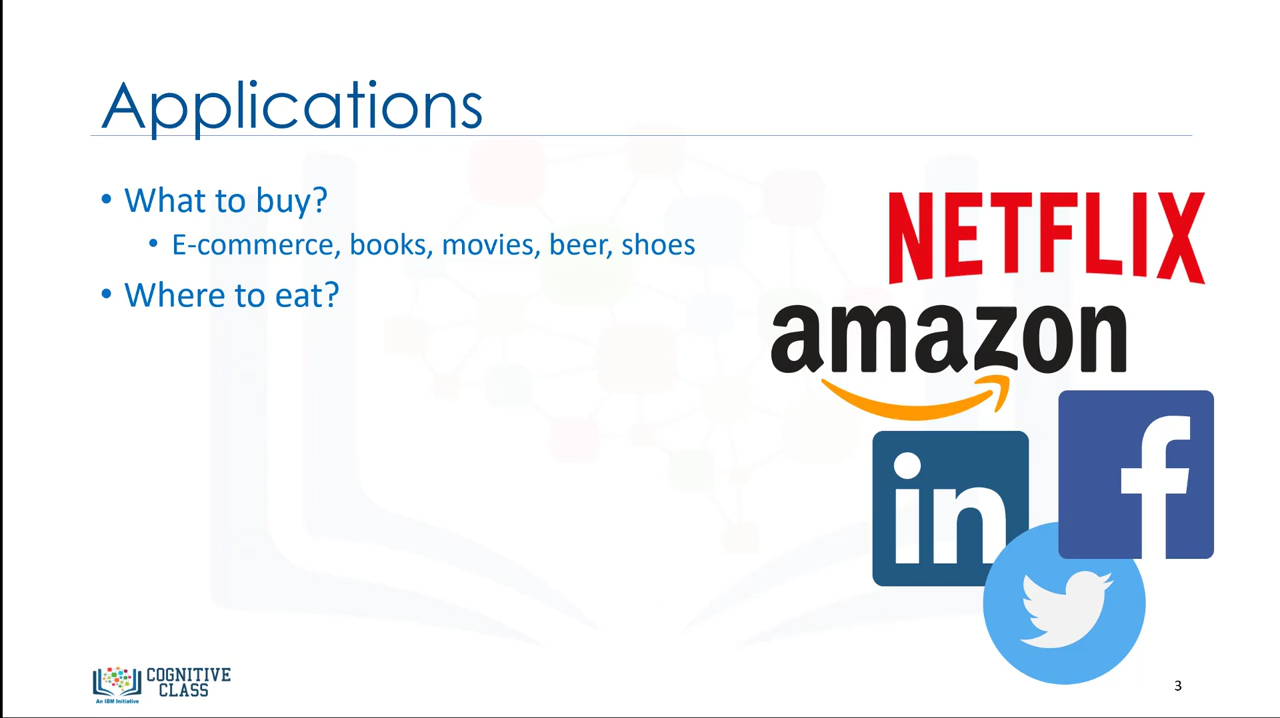 Applications
• What to buy?
• E-commerce, books, movies, beer, shoes
• Where to eat?
NETFLIX
amazon
in
f
COGNITIVE
CLASS
An IBM Initiative
3